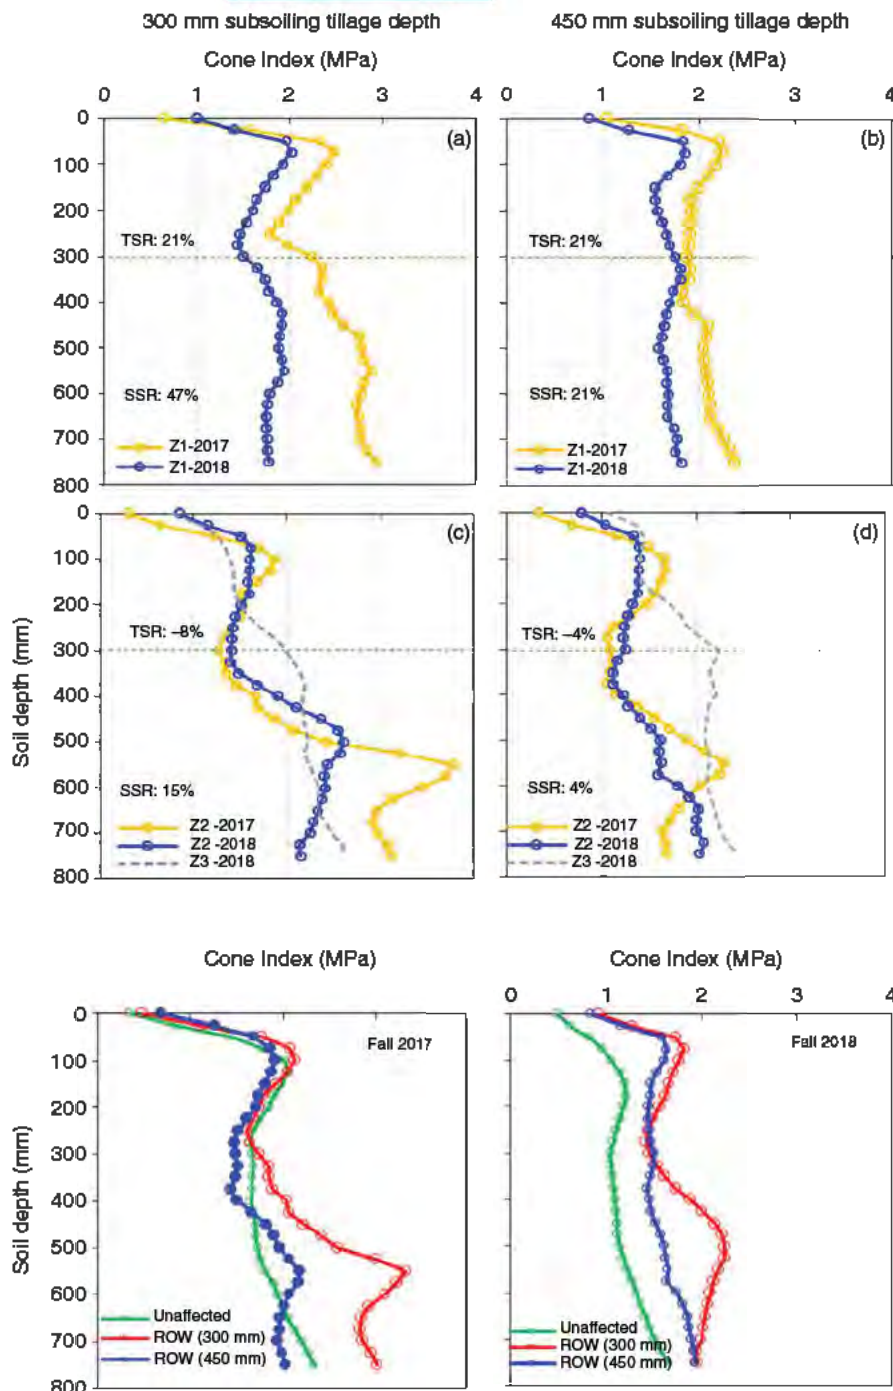 300 mm subsoiling tillage depth
450 mm subsoiling tillage depth
Cone Index (MPa)
Cone Index (MPa)
0 1 2 3 4
0 1 2 3 4
0
100
200
300
400
500
600
700
800
(a)
TSR: 21%
SSR: 47%
Z1-2017
Z1-2018
(b)
TSR: 21%
SSR: 21%
Z1-2017
Z1-2018
Soil depth (mm)
0
100
200
300
400
500
600
700
800
(c)
TSR: –8%
SSR: 15%
Z2 -2017
Z2 -2018
Z3 -2018
(d)
TSR: –4%
SSR: 4%
Z2 -2017
Z2 -2018
Z3 -2018
Cone Index (MPa)
Cone Index (MPa)
0 1 2 3 4
Soil depth (mm)
0
100
200
300
400
500
600
700
800
Fall 2017
Unaffected
ROW (300 mm)
ROW (450 mm)
Fall 2018
Unaffected
ROW (300 mm)
ROW (450 mm)